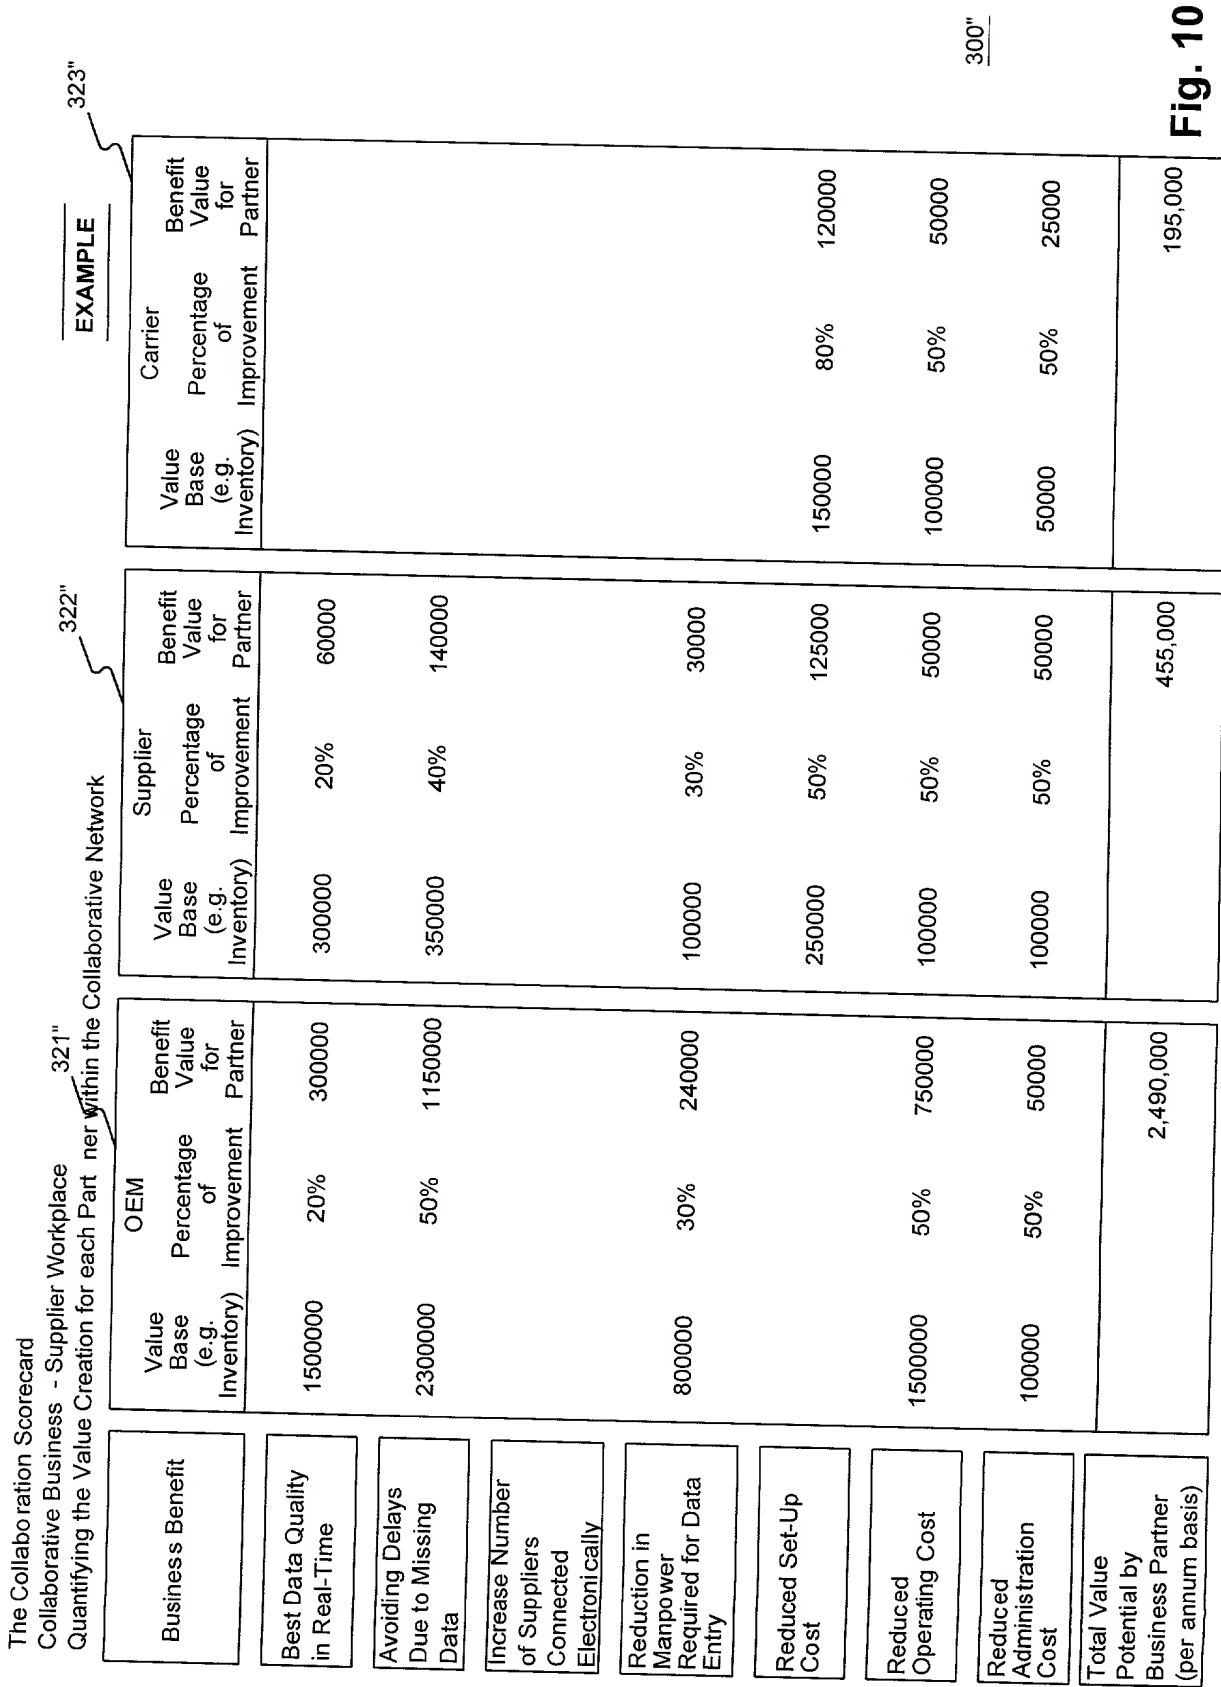 The Collaboration Scorecard
Collaborative Business - Supplier Workplace
Quantifying the Value Creation for each Part ner within the Collaborative Network
EXAMPLE
321"
322"
323"
Business Benefit
OEM
Value
Base
(e.g.
Inventory)
Percentage
of
Improvement
Benefit
Value
for
Partner
Supplier
Value
Base
(e.g.
Inventory)
Percentage
of
Improvement
Benefit
Value
for
Partner
Carrier
Value
Base
(e.g.
Inventory)
Percentage
of
Improvement
Benefit
Value
for
Partner
Best Data Quality
in Real-Time
1500000 20% 300000 300000 20% 60000
Avoiding Delays
Due to Missing
Data
2300000 50% 1150000 350000 40% 140000
Increase Number
of Suppliers
Connected
Electronically
Reduction in
Manpower
Required for Data
Entry
800000 30% 240000 100000 30% 30000
Reduced Set-Up
Cost
250000 50% 125000 150000 80% 120000
Reduced
Operating Cost
1500000 50% 750000 100000 50% 50000 100000 50% 50000
Reduced
Administration
Cost
100000 50% 50000 100000 50% 50000 50000 50% 25000
Total Value
Potential by
Business Partner
(per annum basis)
2,490,000 455,000 195,000
300"
Fig. 10